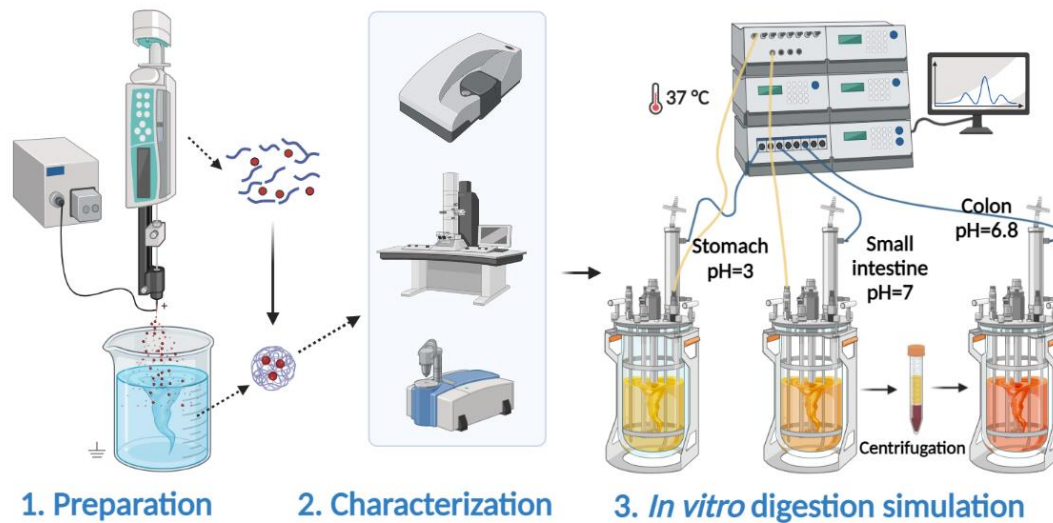 37 °C
Stomach
pH=3
Small
intestine
pH=7
Colon
pH=6.8
Centrifugation
+
1. Preparation
2. Characterization
3. In vitro digestion simulation